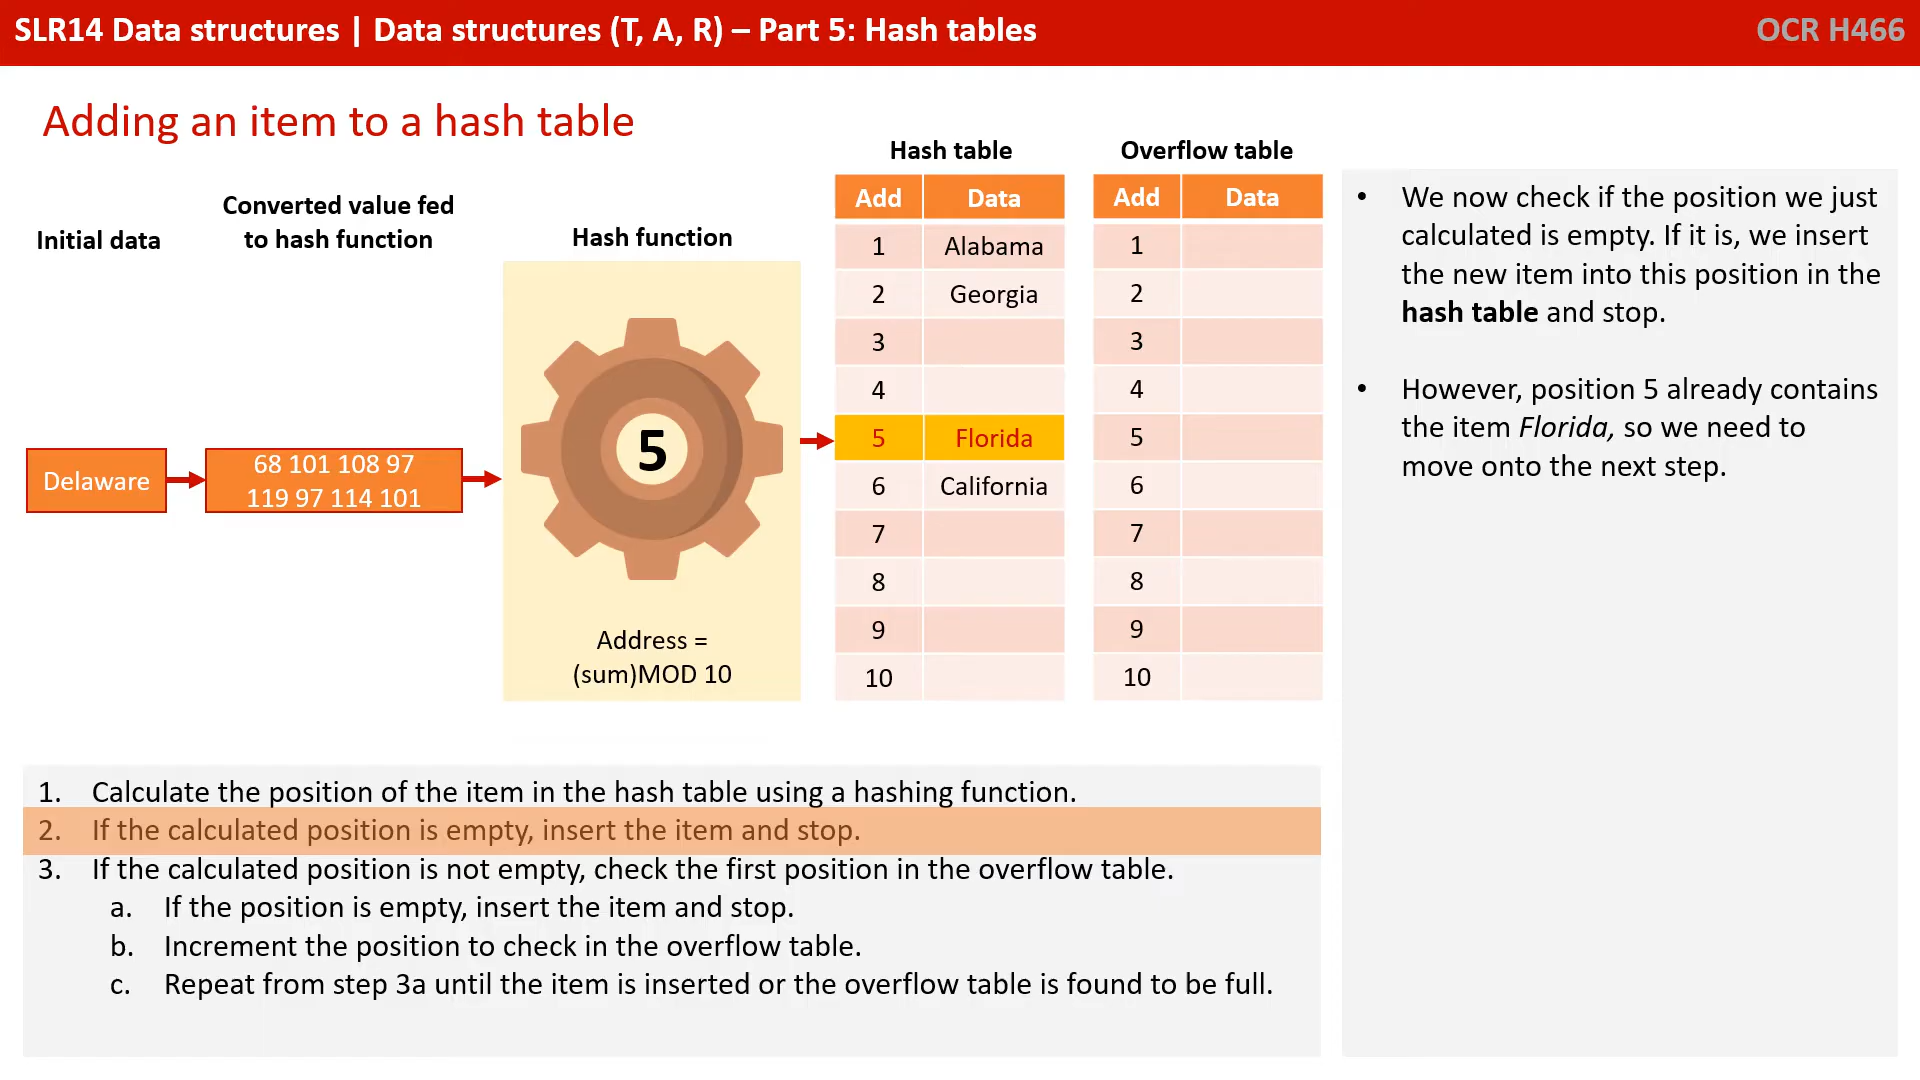 SLR14 Data structures | Data structures (T, A, R) – Part 5: Hash tables
OCR H466
Adding an item to a hash table
Initial data
Converted value fed
to hash function
Hash function
Delaware
68 101 108 97
119 97 114 101
5
Address =
(sum)MOD 10
Hash table
Add Data
1 Alabama
2 Georgia
3
4
5 Florida
6 California
7
8
9
10
Overflow table
Add Data
1
2
3
4
5
6
7
8
9
10
• We now check if the position we just
calculated is empty. If it is, we insert
the new item into this position in the
hash table and stop.
• However, position 5 already contains
the item Florida, so we need to
move onto the next step.
1. Calculate the position of the item in the hash table using a hashing function.
2. If the calculated position is empty, insert the item and stop.
3. If the calculated position is not empty, check the first position in the overflow table.
a. If the position is empty, insert the item and stop.
b. Increment the position to check in the overflow table.
c. Repeat from step 3a until the item is inserted or the overflow table is found to be full.